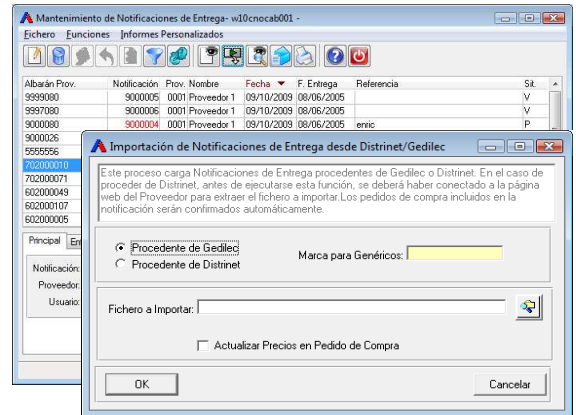 Mantenimiento de Notificaciones de Entrega- w10cnocab001 -
Fichero Funciones Informes Personalizados
Albarán Prov. Notificación Prov. Nombre Fecha F. Entrega Referencia Sit.
9999080 9000005 0001 Proveedor 1 09/10/2009 08/06/2005 V
9997080 9000006 0001 Proveedor 1 09/10/2009 08/06/2005 V
9000080 9000004 0001 Proveedor 1 09/10/2009 08/06/2005 enric P
9000026
5555556
702000010
702000071
602000049
602000107
602000005
Principal
Notificación:
Proveedor:
Usuario:
Importación de Notificaciones de Entrega desde Distrinet/Gedilec
Este proceso carga Notificaciones de Entrega procedentes de Gedilec o Distrinet. En el caso de
proceder de Distrinet, antes de ejecutarse esta función, se deberá haber conectado a la página
web del Proveedor para extraer el fichero a importar.Los pedidos de compra incluidos en la
notificación serán confirmados automáticamente.
Procedente de Gedilec
Procedente de Distrinet
Marca para Genéricos:
Fichero a Importar:
Actualizar Precios en Pedido de Compra
OK Cancelar